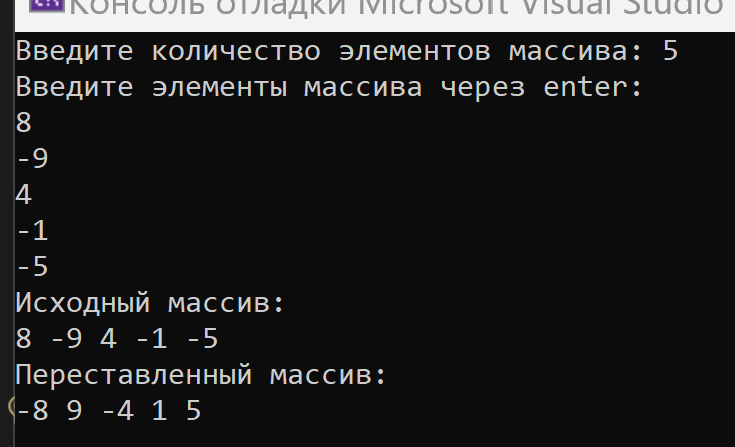 Консоль отладки Microsoft Visual Studio
Введите количество элементов массива: 5
Введите элементы массива через enter:
8
-9
4
-1
-5
Исходный массив:
8 -9 4 -1 -5
Переставленный массив:
-8 9 -4 1 5